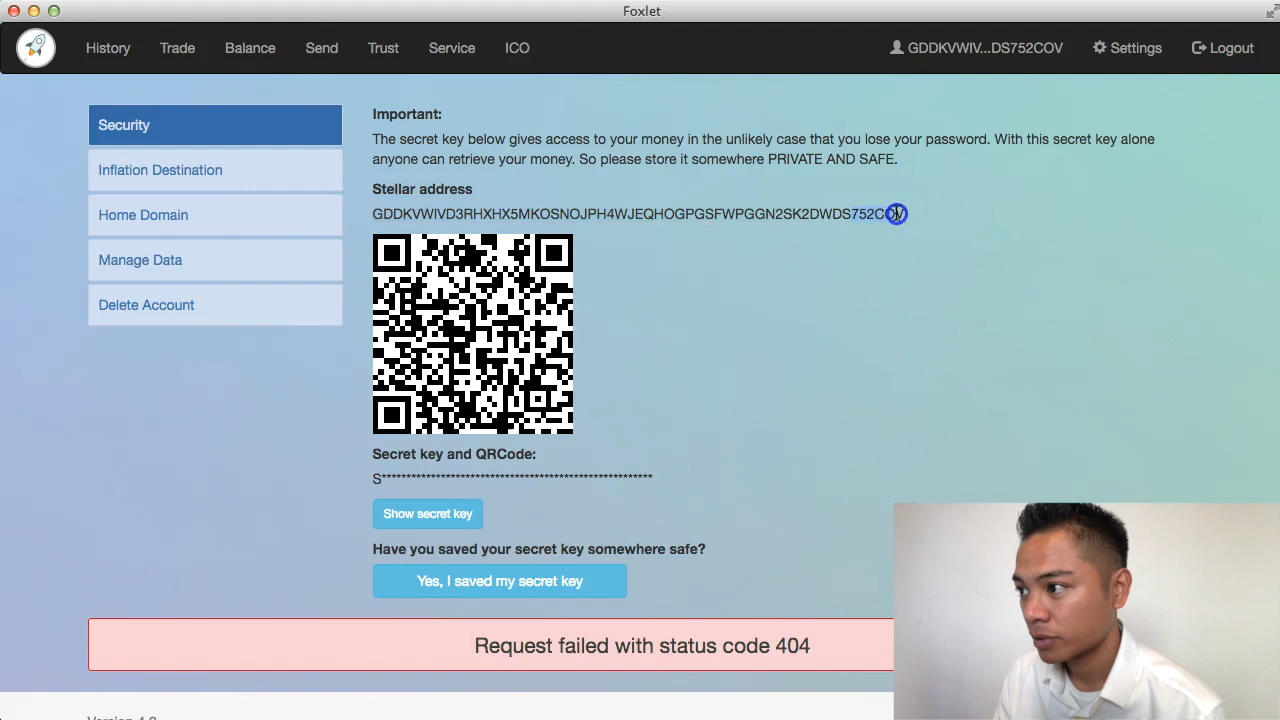 Foxlet
History Trade Balance Send Trust Service ICO GDDKVWIV...DS752COV Settings Logout
Security
Inflation Destination
Home Domain
Manage Data
Delete Account
Important:
The secret key below gives access to your money in the unlikely case that you lose your password. With this secret key alone
anyone can retrieve your money. So please store it somewhere PRIVATE AND SAFE.
Stellar address
GDDKVWIVD3RHXHX5MKOSNOJPH4WJEQHOGPGSFWPGGN2SK2DWDS752COV
Secret key and QRCode:
S*******************************************************
Show secret key
Have you saved your secret key somewhere safe?
Yes, I saved my secret key
Request failed with status code 404